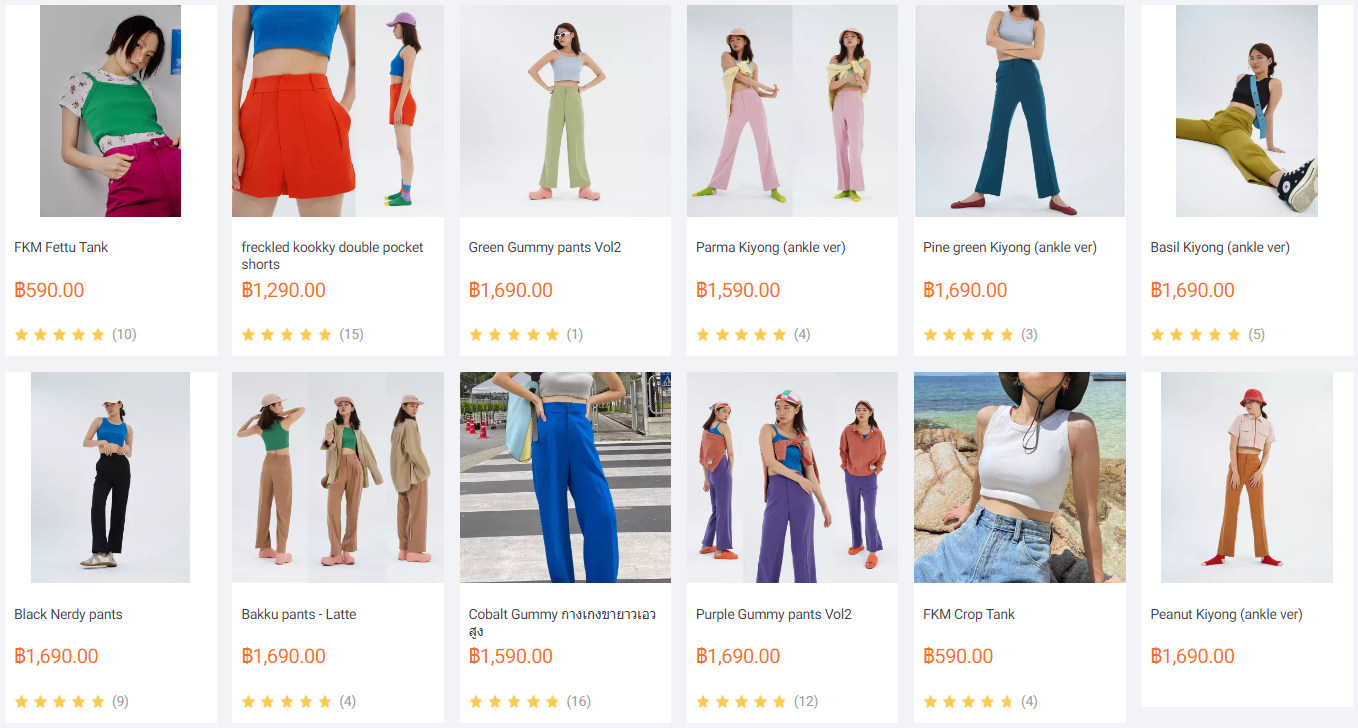 FKM Fettu Tank
฿590.00
(10)
freckled kookky double pocket
shorts
฿1,290.00
(15)
Green Gummy pants Vol2
฿1,690.00
(1)
Parma Kiyong (ankle ver)
฿1,590.00
(4)
Pine green Kiyong (ankle ver)
฿1,690.00
(3)
Basil Kiyong (ankle ver)
฿1,690.00
(5)
Black Nerdy pants
฿1,690.00
(9)
Bakku pants - Latte
฿1,690.00
(4)
Cobalt Gummy กางเกงขายาวเอว
สูง
฿1,590.00
(16)
Purple Gummy pants Vol2
฿1,690.00
(12)
FKM Crop Tank
฿590.00
(4)
Peanut Kiyong (ankle ver)
฿1,690.00